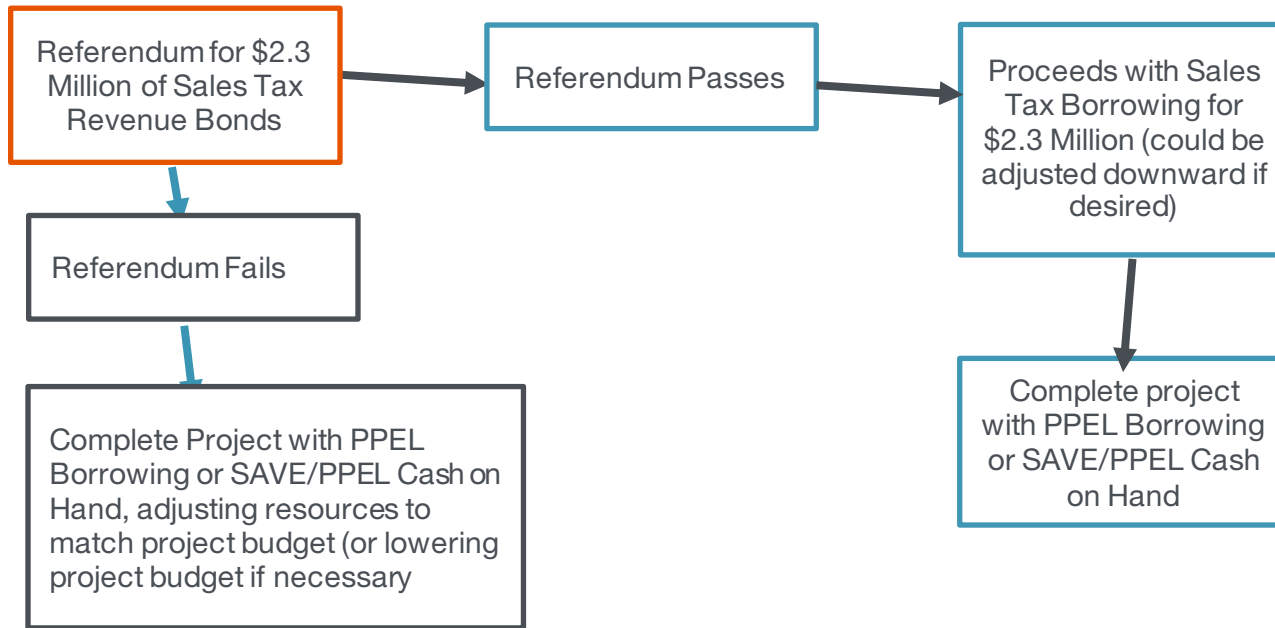 Referendum for $2.3
Million of Sales Tax
Revenue Bonds
Referendum Passes
Proceeds with Sales
Tax Borrowing for
$2.3 Million (could be
adjusted downward if
desired)
Referendum Fails
Complete Project with PPEL
Borrowing or SAVE/PPEL Cash on
Hand, adjusting resources to
match project budget (or lowering
project budget if necessary
Complete project
with PPEL Borrowing
or SAVE/PPEL Cash
on Hand